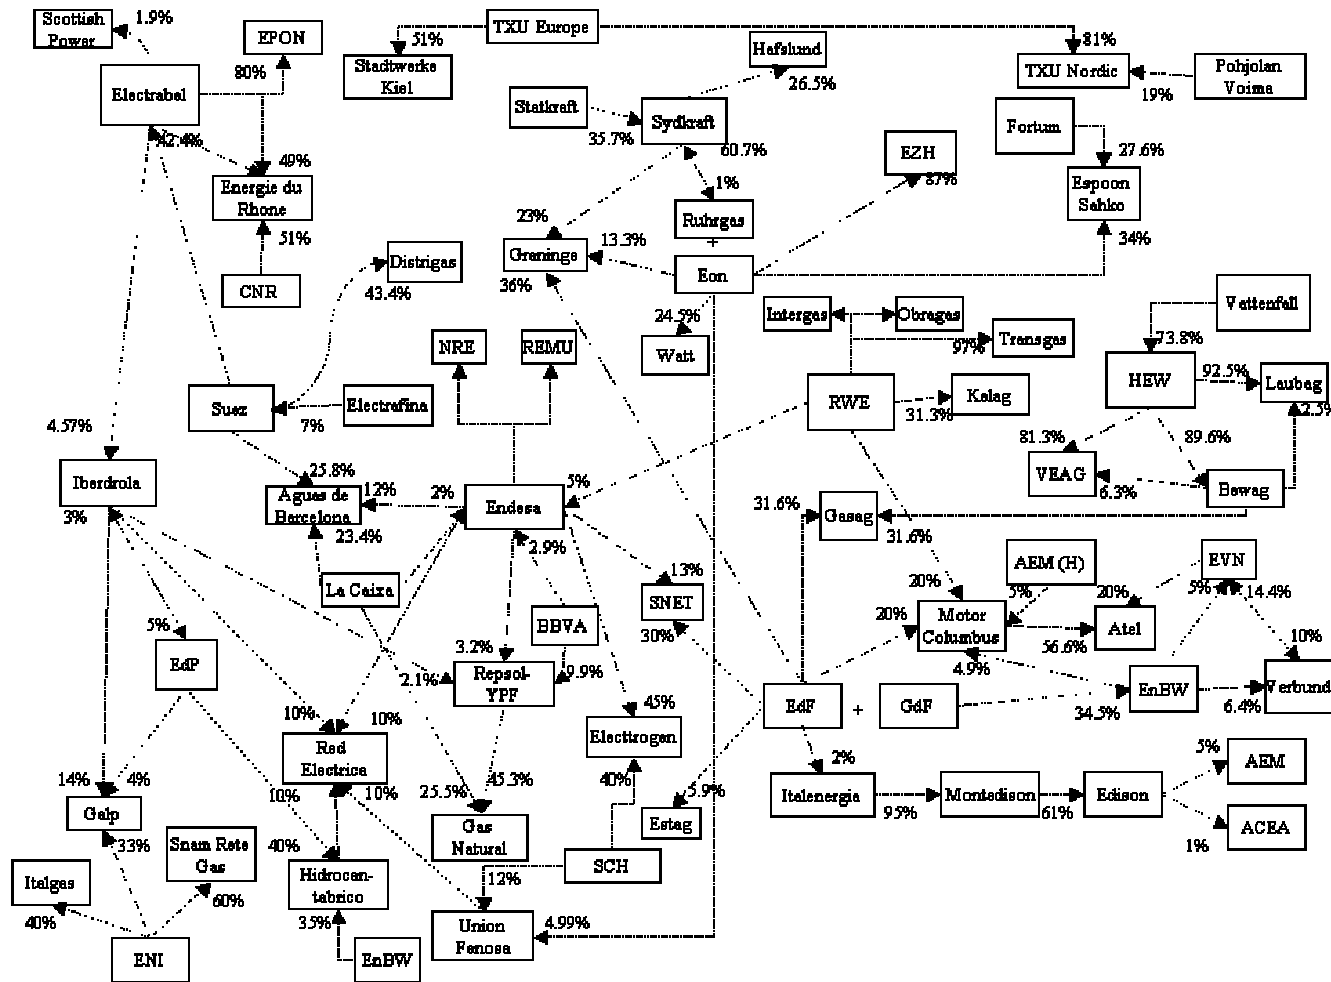 1.9%
Scottish
Power
EPON
80%
Electrabel
42.4%
49%
Energie du
Rhone
51%
CNR
TXU Europe
51%
Stadtwerke
Kiel
81%
TXU Nordic
19%
Pohjolan
Voima
Hafslund
26.5%
Statkraft
35.7%
Sydkraft
60.7%
1%
Ruhrgas
+
Eon
EZH
87%
Fortum
27.6%
Espoon
Sahko
34%
23%
13.3%
Graninge
36%
Distrigas
43.4%
24.5%
Watt
Intergas
Obragas
97%
Transgas
Vattenfall
73.8%
HEW
92.5%
Laubag
2.5%
NRE
REMU
Suez
7%
Electrafina
RWE
31.3%
Kelag
4.57%
81.3%
89.6%
VEAG
6.3%
Bewag
Iberdrola
3%
25.8%
12%
Aguas de
Barcelona
23.4%
2%
5%
Endesa
2.9%
31.6%
Gasag
31.6%
La Caixa
13%
SNET
30%
BBVA
9.9%
AEM (H)
5%
20%
20%
Motor
Columbus
4.9%
56.6%
20%
Atel
EVN
5%
14.4%
10%
5%
EdP
3.2%
2.1%
Repsol-
YPF
EdF
+
GdF
34.5%
EnBW
6.4%
Verbund
10%
10%
Red
Electrica
10%
10%
45%
Electtrogen
40%
14%
4%
Galp
33%
25.5%
45.3%
Gas
Natural
5.9%
Estag
2%
Italenergia
95%
Montedison
61%
Edison
5%
AEM
1%
ACEA
Snam Rete
Gas
60%
Italgas
40%
ENI
40%
Hidrocan-
tabrico
35%
EnBW
SCH
12%
Union
Fenosa
4.99%